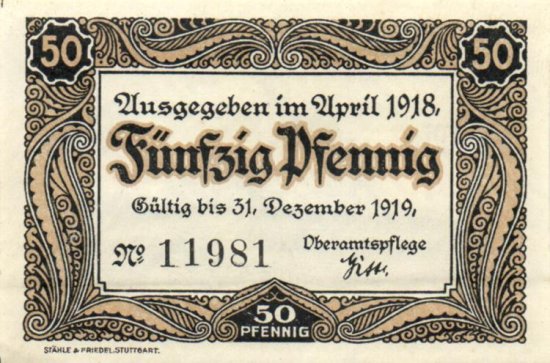 50 50
Ausgegeben im April 1918.
Fünfzig Pfennig
Gültig bis 31. Dezember 1919.
No 11981 Oberamtspflege
50
PFENNIG
STÄHLE & FRIEDEL, STUTTGART.